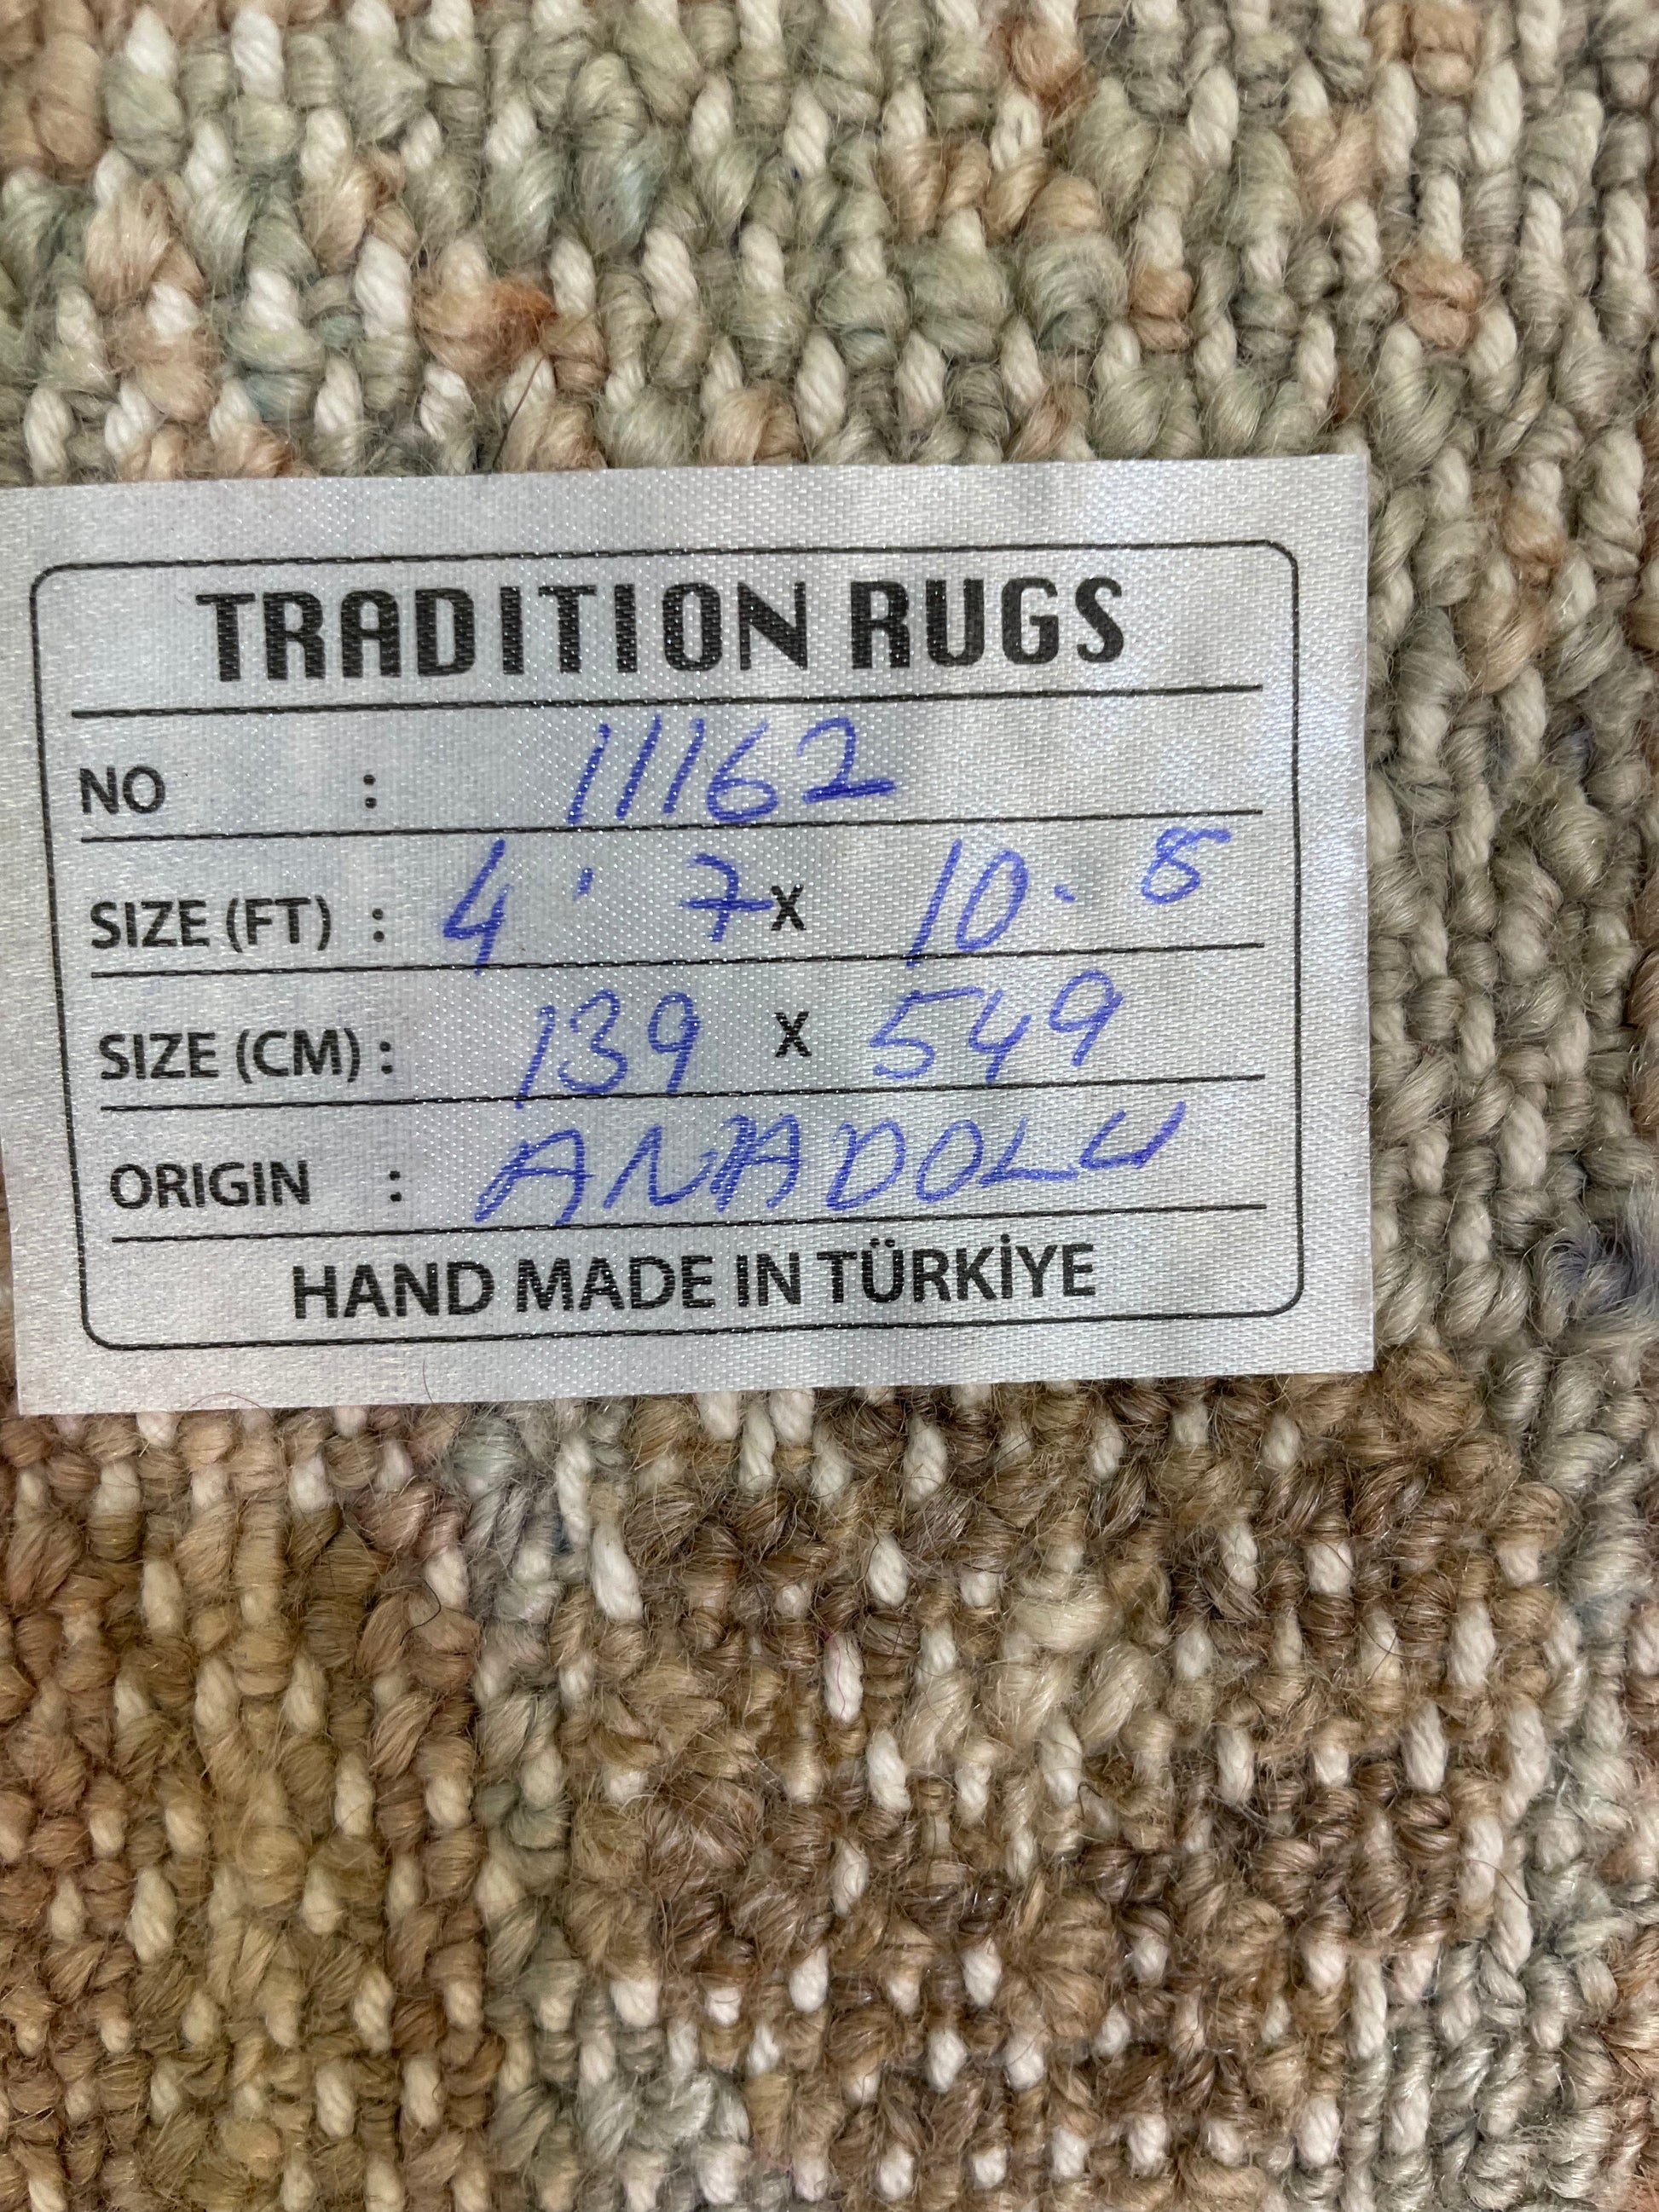 TRADITION RUGS
NO : 11162
SIZE (FT) : 4' 7 X 10.8
SIZE (CM) : 139 X 549
ORIGIN : ANADOLU
HAND MADE IN TÜRKİYE